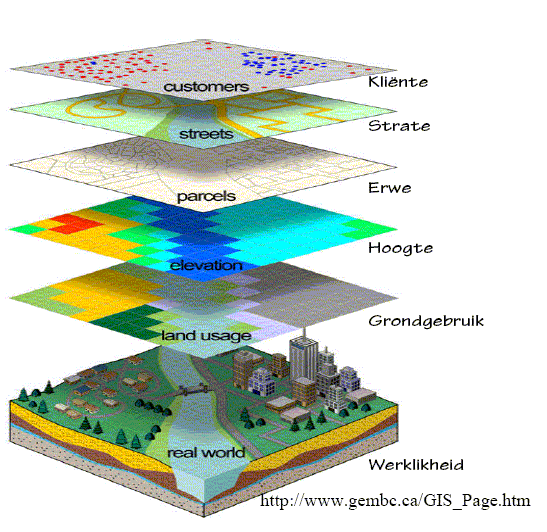 customers
Kliënte
streets
Strate
parcels
Erwe
elevation
Hoogte
land usage
Grondgebruik
real world
Werklikheid
http://www.gembc.ca/GIS_Page.htm